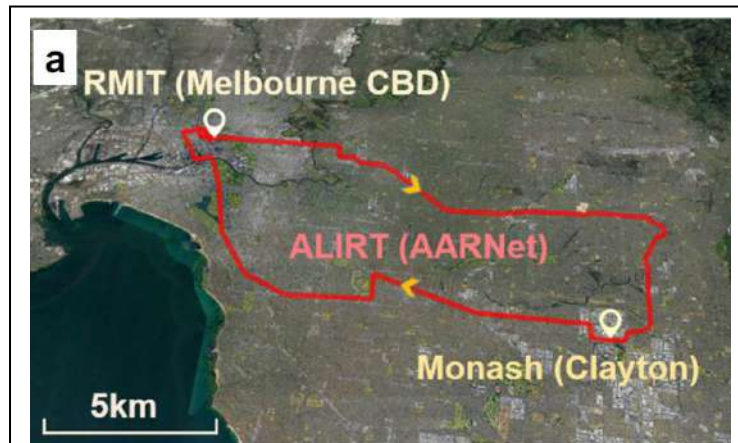 a
RMIT (Melbourne CBD)
ALIRT (AARNet)
Monash (Clayton)
5km